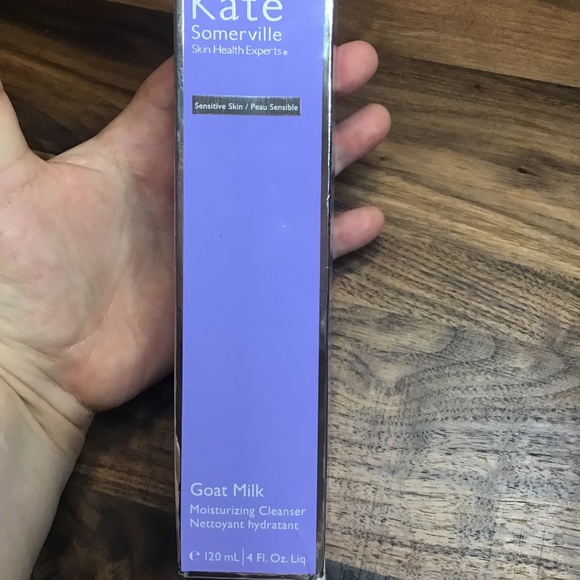 Kate
Somerville
Skin Health Experts®
Sensitive Skin / Peau Sensible
Goat Milk
Moisturizing Cleanser
Nettoyant hydratant
℮ 120 mL | 4 Fl. Oz. Liq